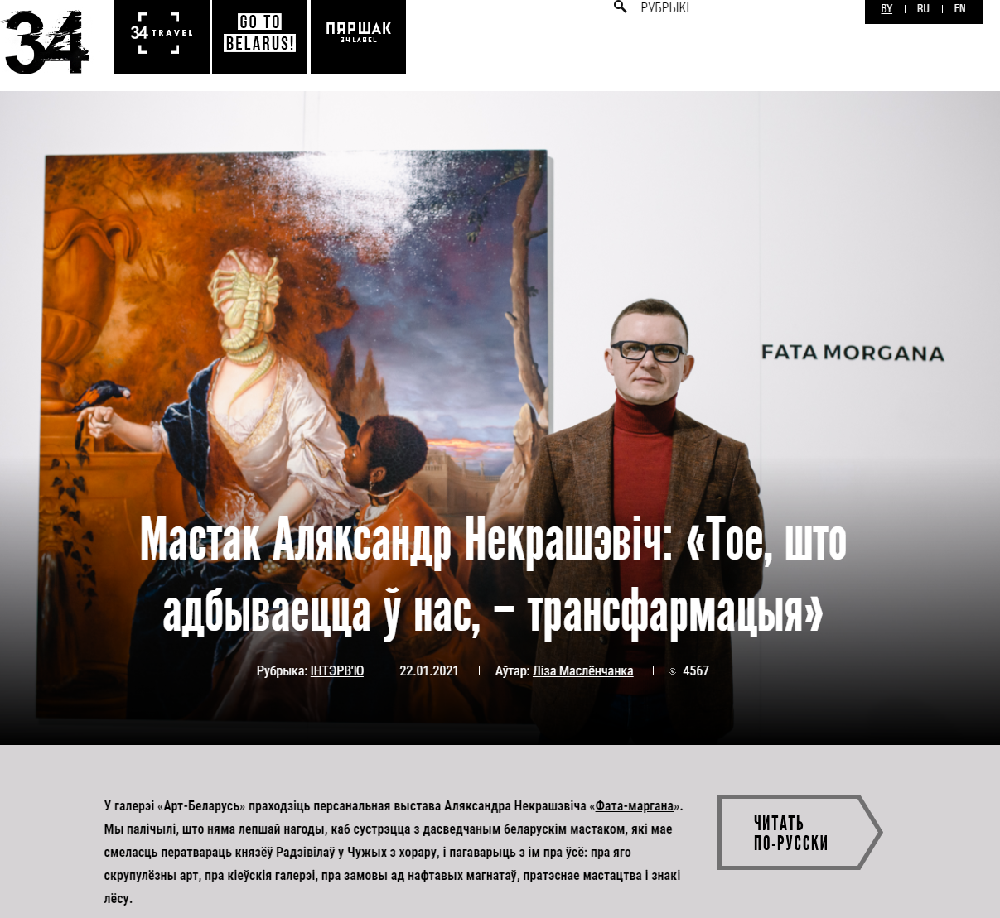 34
34 TRAVEL
GO TO
BELARUS!
ПЯРШАК
34 LABEL
РУБРЫКІ
BY
RU
EN
FATA MORGANA
Мастак Аляксандр Некрашэвіч: «Тое, што
адбываецца ў нас, – трансфармацыя»
Рубрыка: ІНТЭРВ'Ю
22.01.2021
Аўтар: Ліза Маслёнчанка
4567
У галерэі «Арт-Беларусь» праходзіць персанальная выстава Аляксандра Некрашэвіча «Фата-маргана».
Мы палічылі, што няма лепшай нагоды, каб сустрэцца з дасведчаным беларускім мастаком, які мае
смеласць ператвараць князёў Радзівілаў у Чужых з хорару, і пагаварыць з ім пра ўсё: пра яго
скрупулёзны арт, пра кіеўскія галерэі, пра замовы ад нафтавых магнатаў, пратэснае мастацтва і знакі
лёсу.
ЧИТАТЬ
ПО-РУССКИ